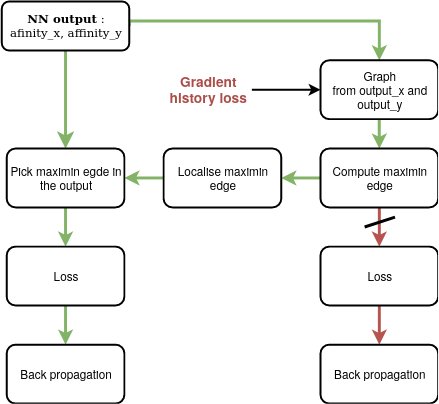 NN output :
afinity_x, affinity_y
Gradient
history loss
Graph
from output_x and
output_y
Pick maximin egde in
the output
Localise maximin
edge
Compute maximin
edge
Loss
Loss
Back propagation
Back propagation